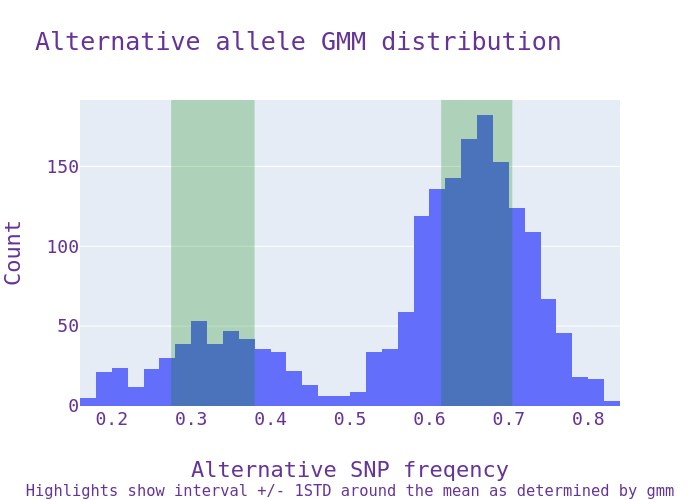 Alternative allele GMM distribution
Count
150
100
50
0
0.2 0.3 0.4 0.5 0.6 0.7 0.8
Alternative SNP freqency
Highlights show interval +/- 1STD around the mean as determined by gmm